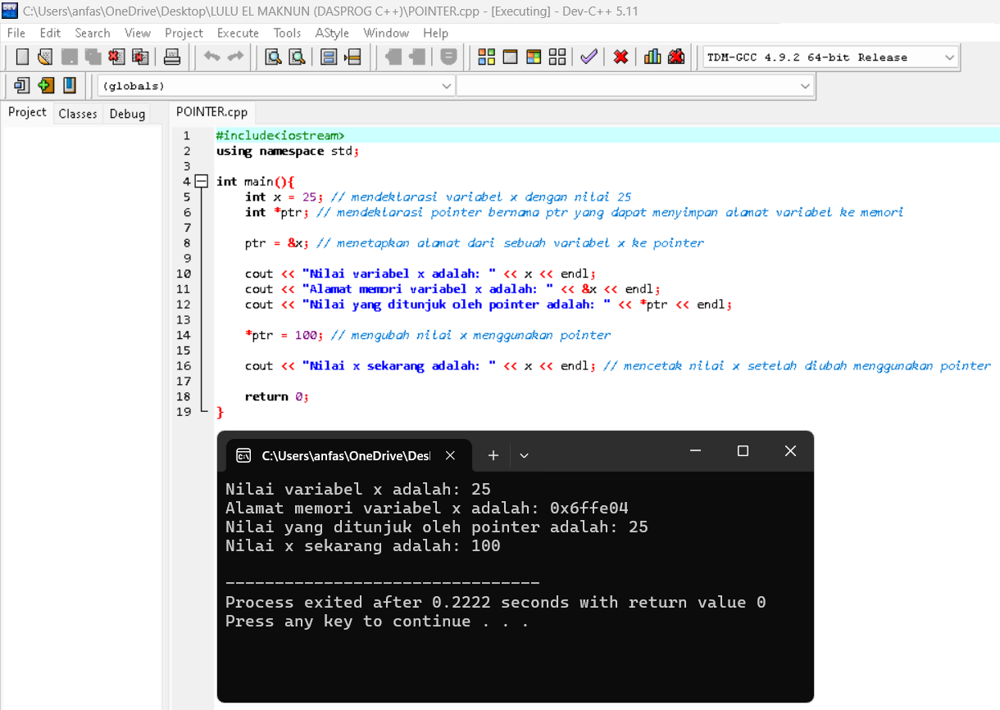 C:\Users\anfas\OneDrive\Desktop\LULU EL MAKNUN (DASPROG C++)\POINTER.cpp - [Executing] - Dev-C++ 5.11
File Edit Search View Project Execute Tools AStyle Window Help
TDM-GCC 4.9.2 64-bit Release
(globals)
Project Classes Debug POINTER.cpp
1 #include<iostream>
2 using namespace std;
3
4 int main(){
5 int x = 25; // mendeklarasi variabel x dengan nilai 25
6 int *ptr; // mendeklarasi pointer bernama ptr yang dapat menyimpan alamat variabel ke memori
7
8 ptr = &x; // menetapkan alamat dari sebuah variabel x ke pointer
9
10 cout << "Nilai variabel x adalah: " << x << endl;
11 cout << "Alamat memori variabel x adalah: " << &x << endl;
12 cout << "Nilai yang ditunjuk oleh pointer adalah: " << *ptr << endl;
13
14 *ptr = 100; // mengubah nilai x menggunakan pointer
15
16 cout << "Nilai x sekarang adalah: " << x << endl; // mencetak nilai x setelah diubah menggunakan pointer
17
18 return 0;
19 }
C:\Users\anfas\OneDrive\Des
Nilai variabel x adalah: 25
Alamat memori variabel x adalah: 0x6ffe04
Nilai yang ditunjuk oleh pointer adalah: 25
Nilai x sekarang adalah: 100
--------------------------------
Process exited after 0.2222 seconds with return value 0
Press any key to continue . . .